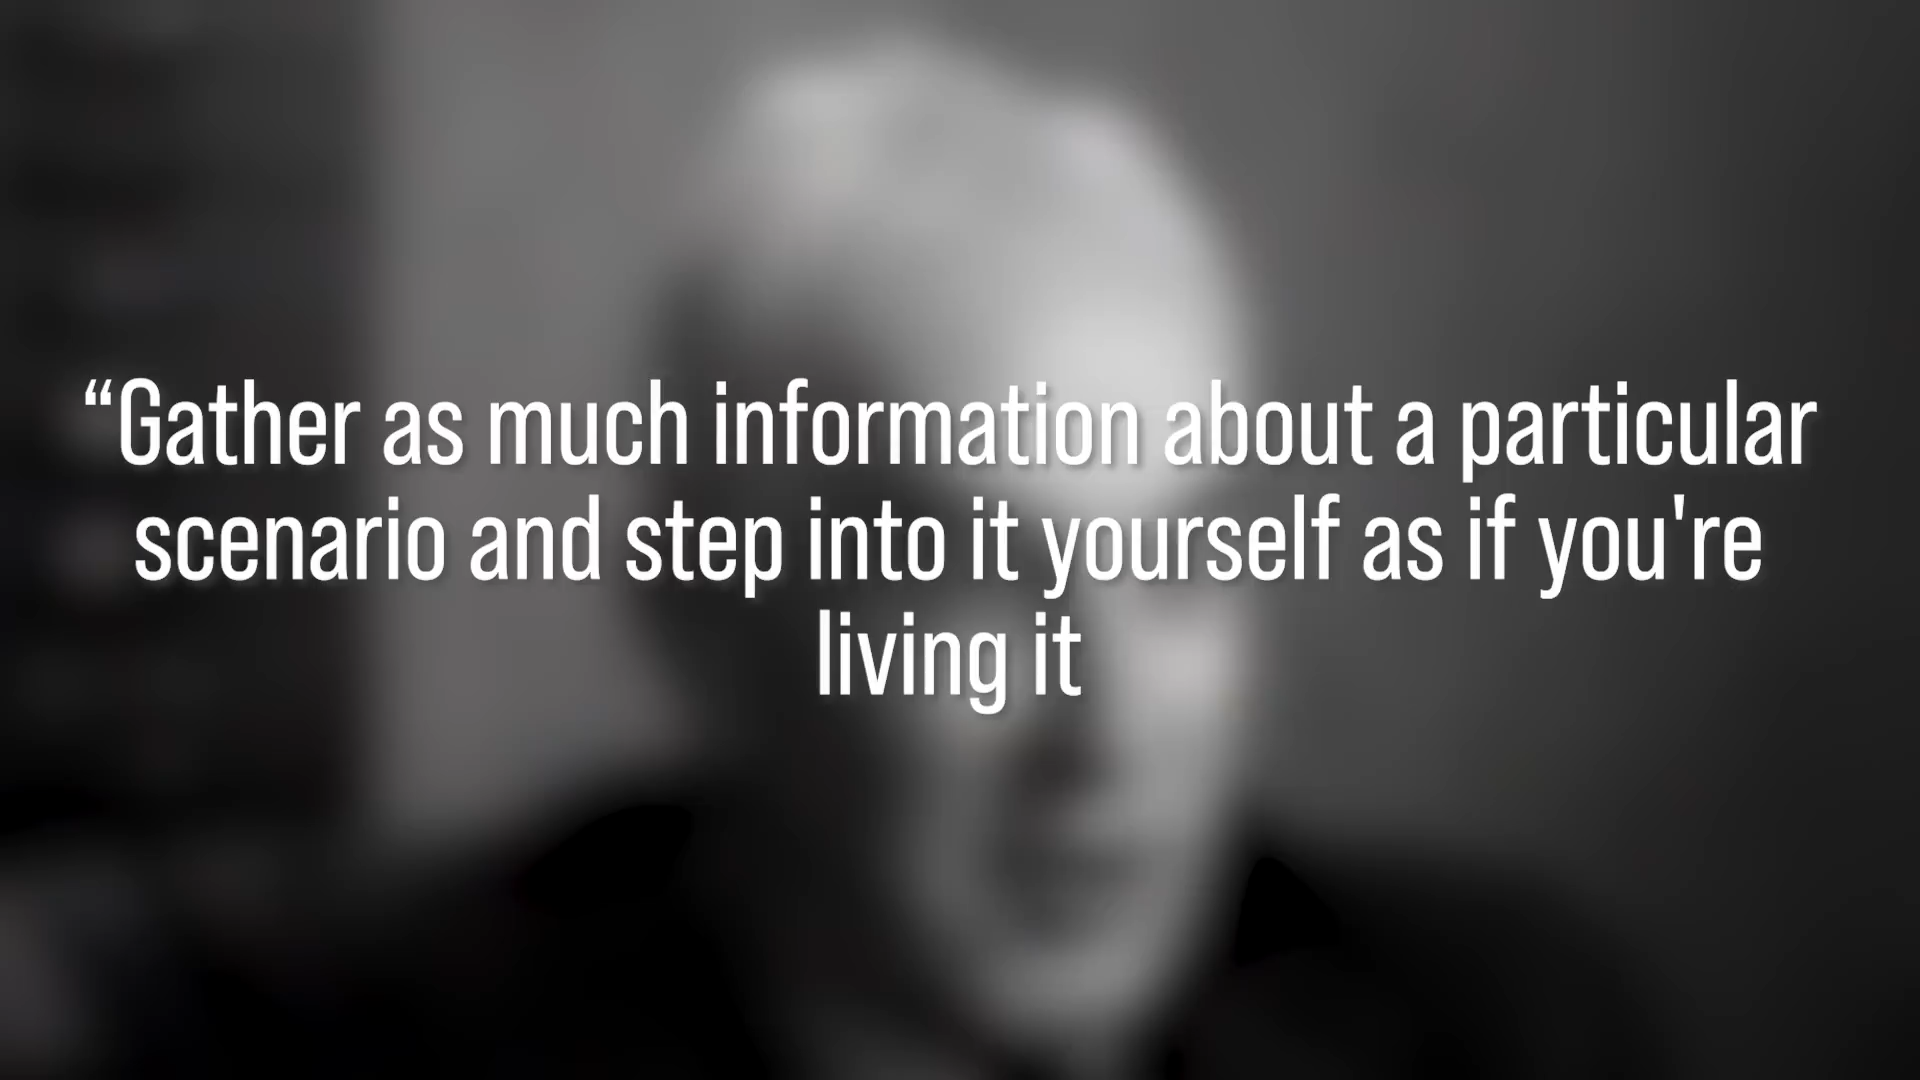 “Gather as much information about a particular
scenario and step into it yourself as if you're
living it